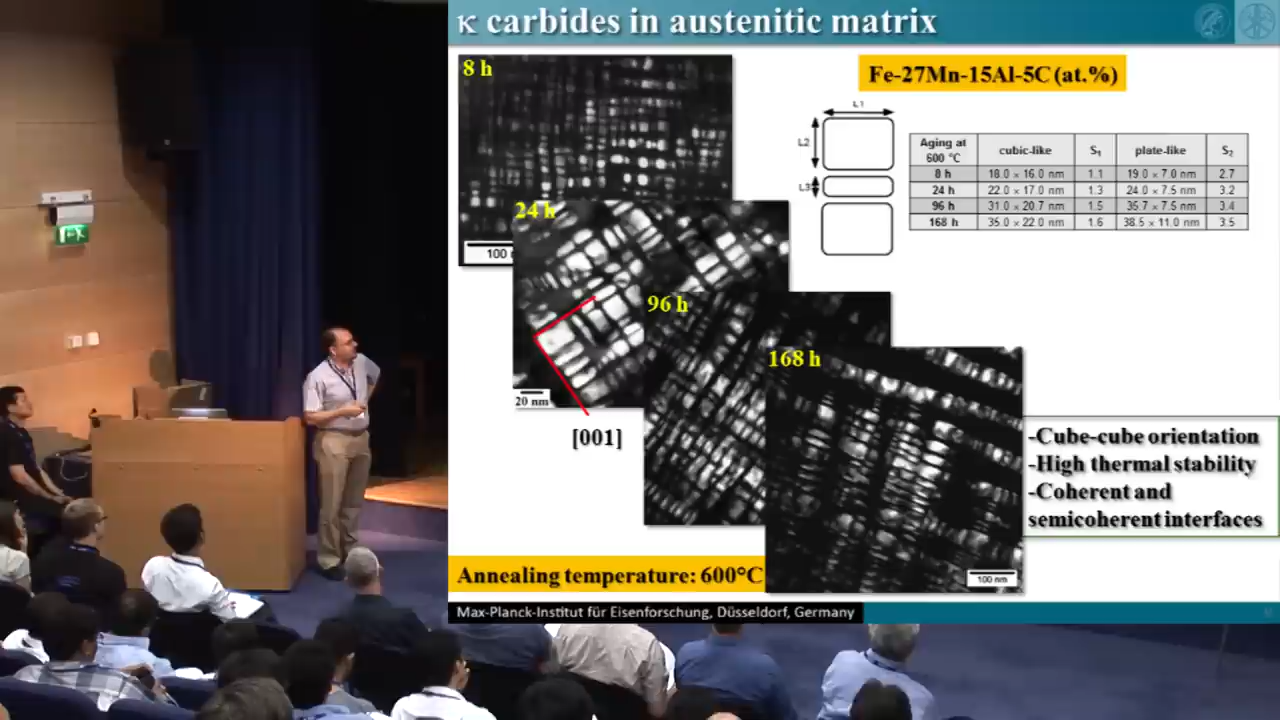 κ carbides in austenitic matrix
8 h
100
24 h
20 nm
[001]
96 h
168 h
100 nm
Fe-27Mn-15Al-5C (at.%)
L1
L2
L3
Aging at 600 °C cubic-like S₁ plate-like S₂
8 h 18.0 × 16.0 nm 1.1 19.0 × 7.0 nm 2.7
24 h 22.0 × 17.0 nm 1.3 24.0 × 7.5 nm 3.2
96 h 31.0 × 20.7 nm 1.5 35.7 × 7.5 nm 3.4
168 h 35.0 × 22.0 nm 1.6 38.5 × 11.0 nm 3.5
-Cube-cube orientation
-High thermal stability
-Coherent and
semicoherent interfaces
Annealing temperature: 600°C
Max-Planck-Institut für Eisenforschung, Düsseldorf, Germany